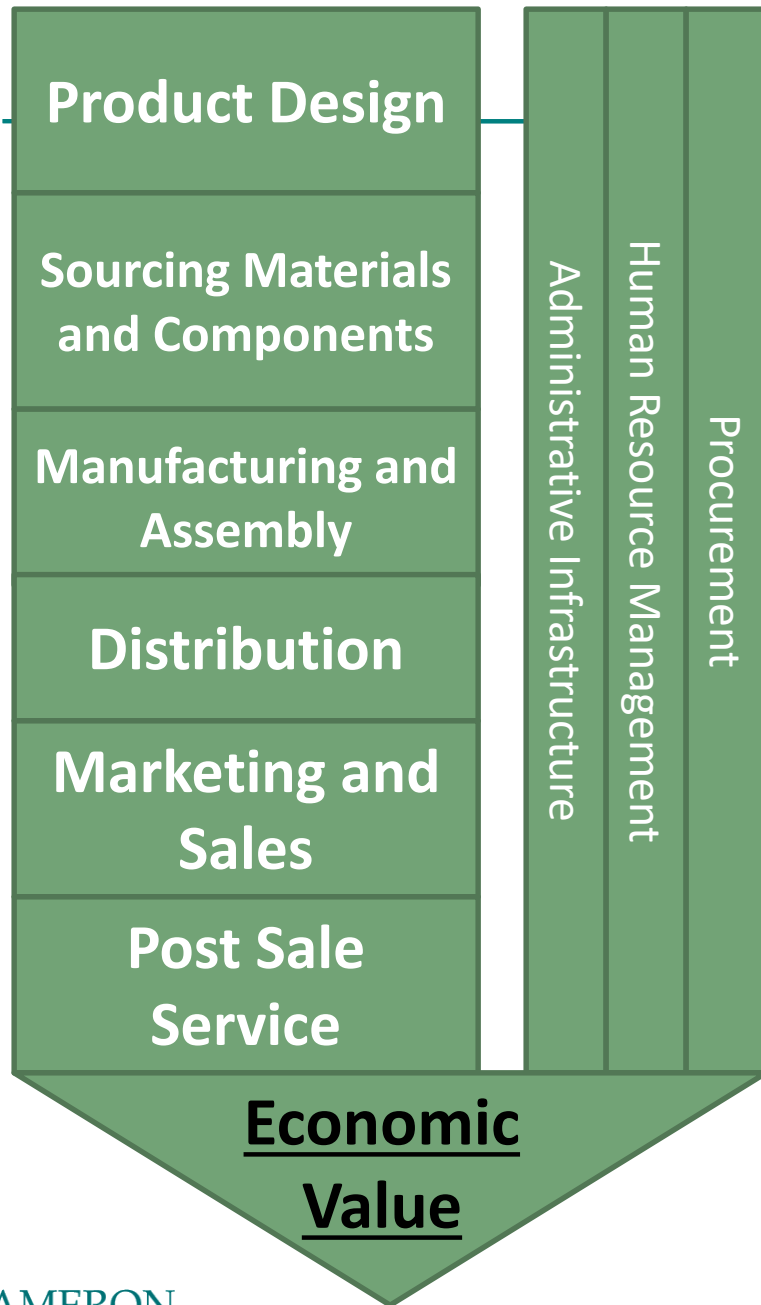 Product Design
Sourcing Materials
and Components
Manufacturing and
Assembly
Distribution
Marketing and
Sales
Post Sale
Service
Administrative Infrastructure
Human Resource Management
Procurement
Economic
Value